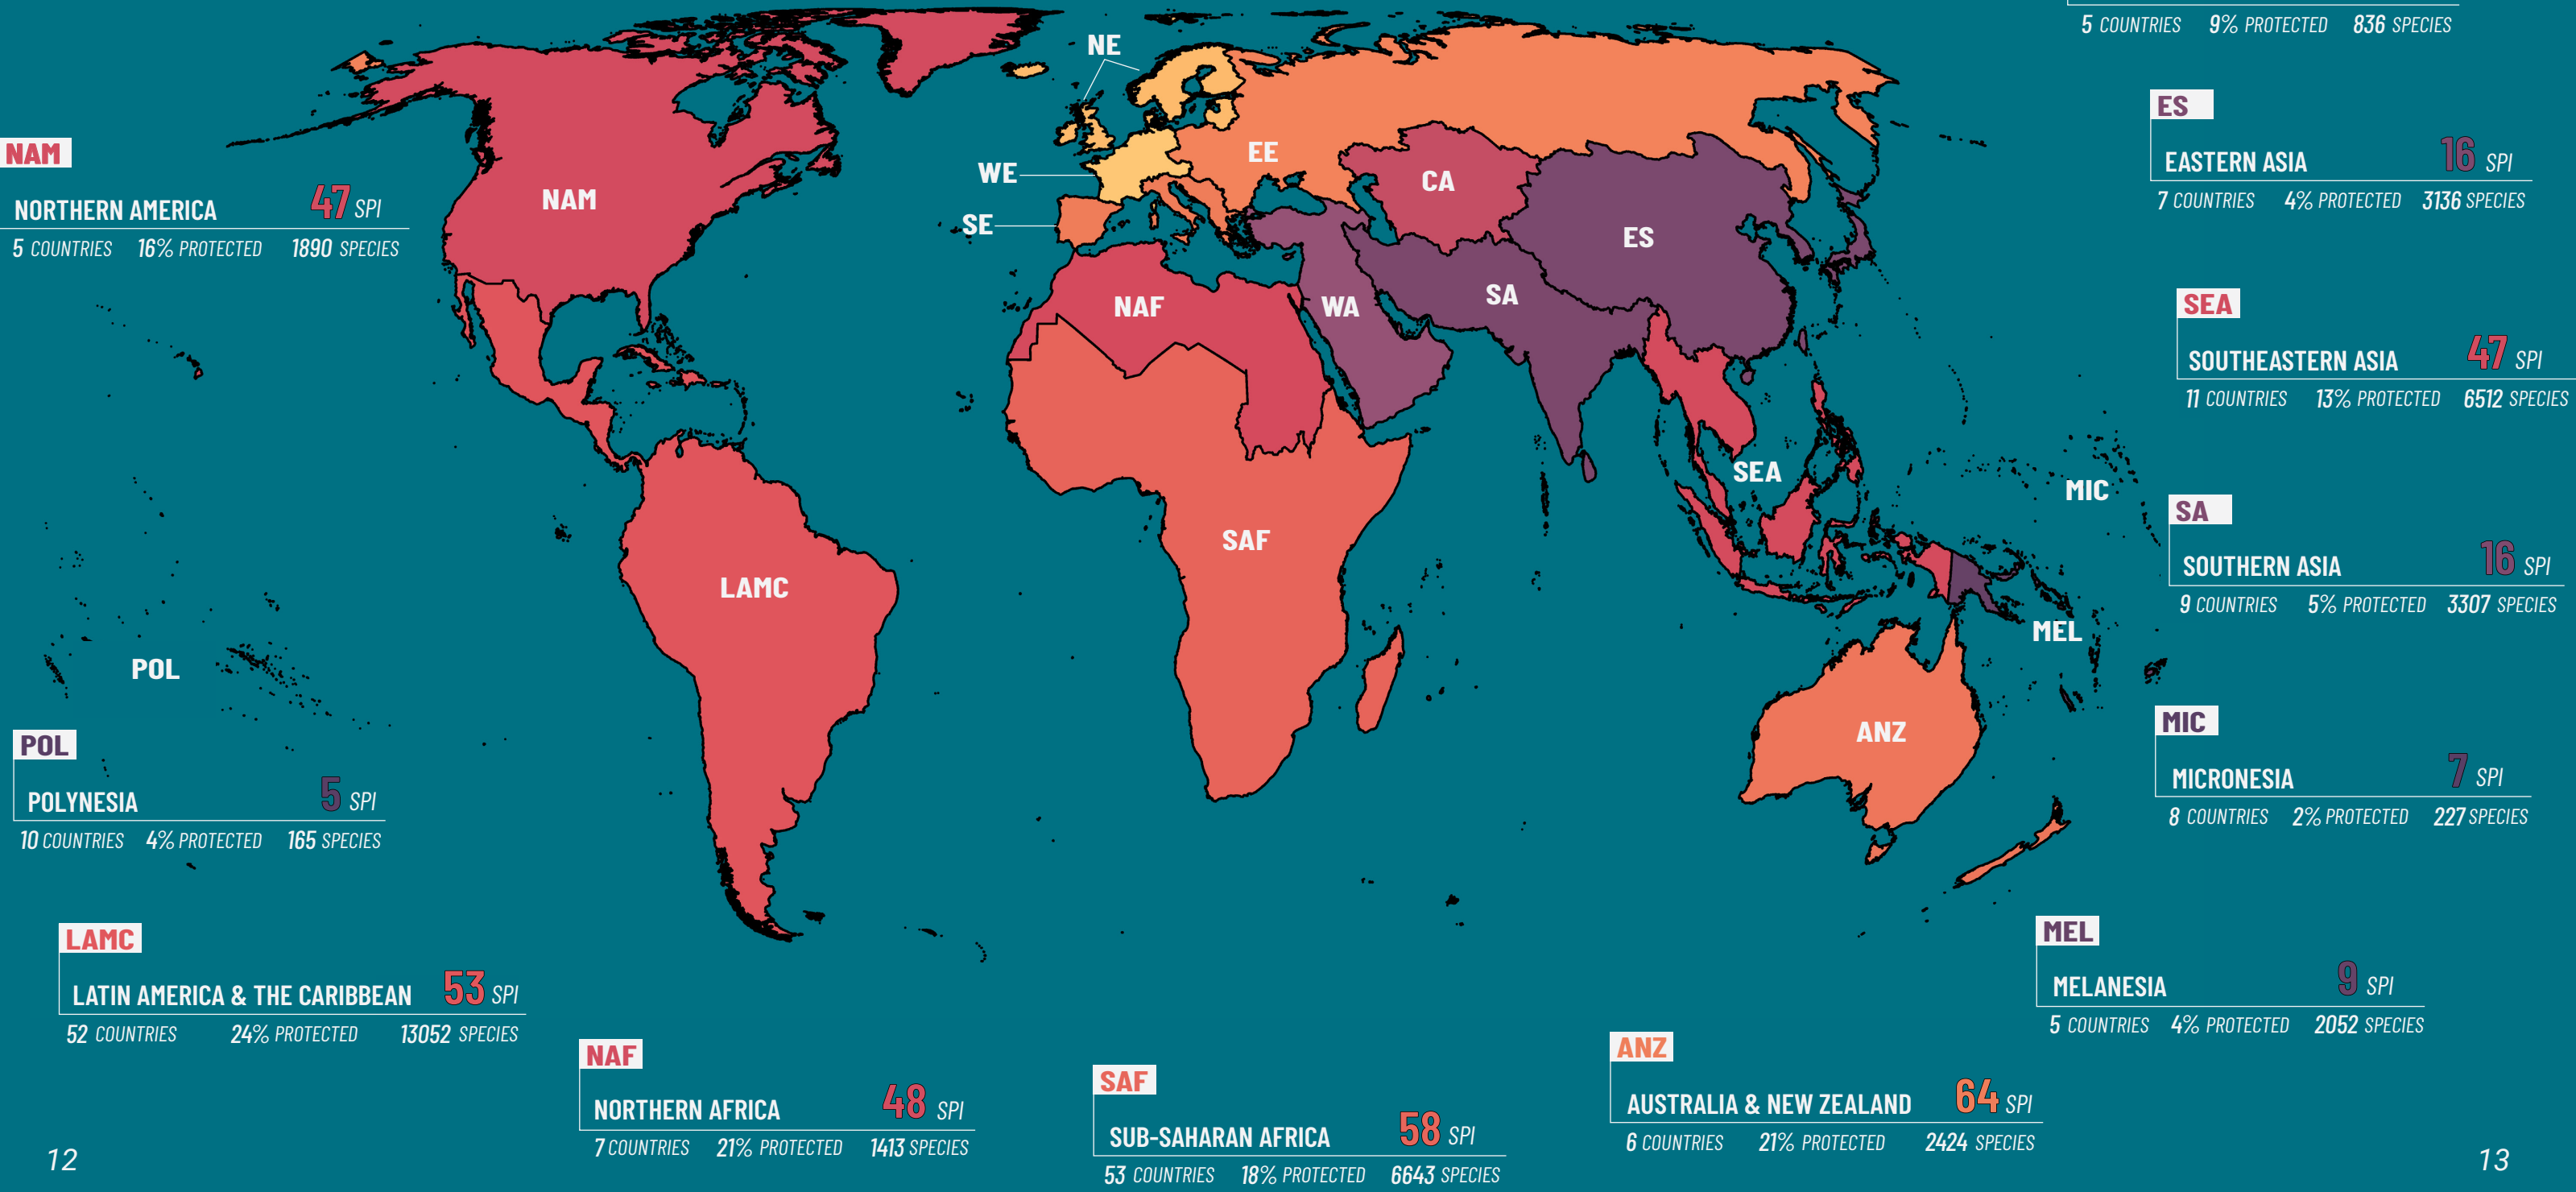 5 COUNTRIES 9% PROTECTED 836 SPECIES
NE
WE
SE
EE
NAM
CA
ES
SA
WA
NAF
SAF
LAMC
SEA
MIC
MEL
ANZ
POL
NAM
NORTHERN AMERICA 47 SPI
5 COUNTRIES 16% PROTECTED 1890 SPECIES
POL
POLYNESIA 5 SPI
10 COUNTRIES 4% PROTECTED 165 SPECIES
LAMC
LATIN AMERICA & THE CARIBBEAN 53 SPI
52 COUNTRIES 24% PROTECTED 13052 SPECIES
NAF
NORTHERN AFRICA 48 SPI
7 COUNTRIES 21% PROTECTED 1413 SPECIES
SAF
SUB-SAHARAN AFRICA 58 SPI
53 COUNTRIES 18% PROTECTED 6643 SPECIES
ANZ
AUSTRALIA & NEW ZEALAND 64 SPI
6 COUNTRIES 21% PROTECTED 2424 SPECIES
ES
EASTERN ASIA 16 SPI
7 COUNTRIES 4% PROTECTED 3136 SPECIES
SEA
SOUTHEASTERN ASIA 47 SPI
11 COUNTRIES 13% PROTECTED 6512 SPECIES
SA
SOUTHERN ASIA 16 SPI
9 COUNTRIES 5% PROTECTED 3307 SPECIES
MIC
MICRONESIA 7 SPI
8 COUNTRIES 2% PROTECTED 227 SPECIES
MEL
MELANESIA 9 SPI
5 COUNTRIES 4% PROTECTED 2052 SPECIES
12
13